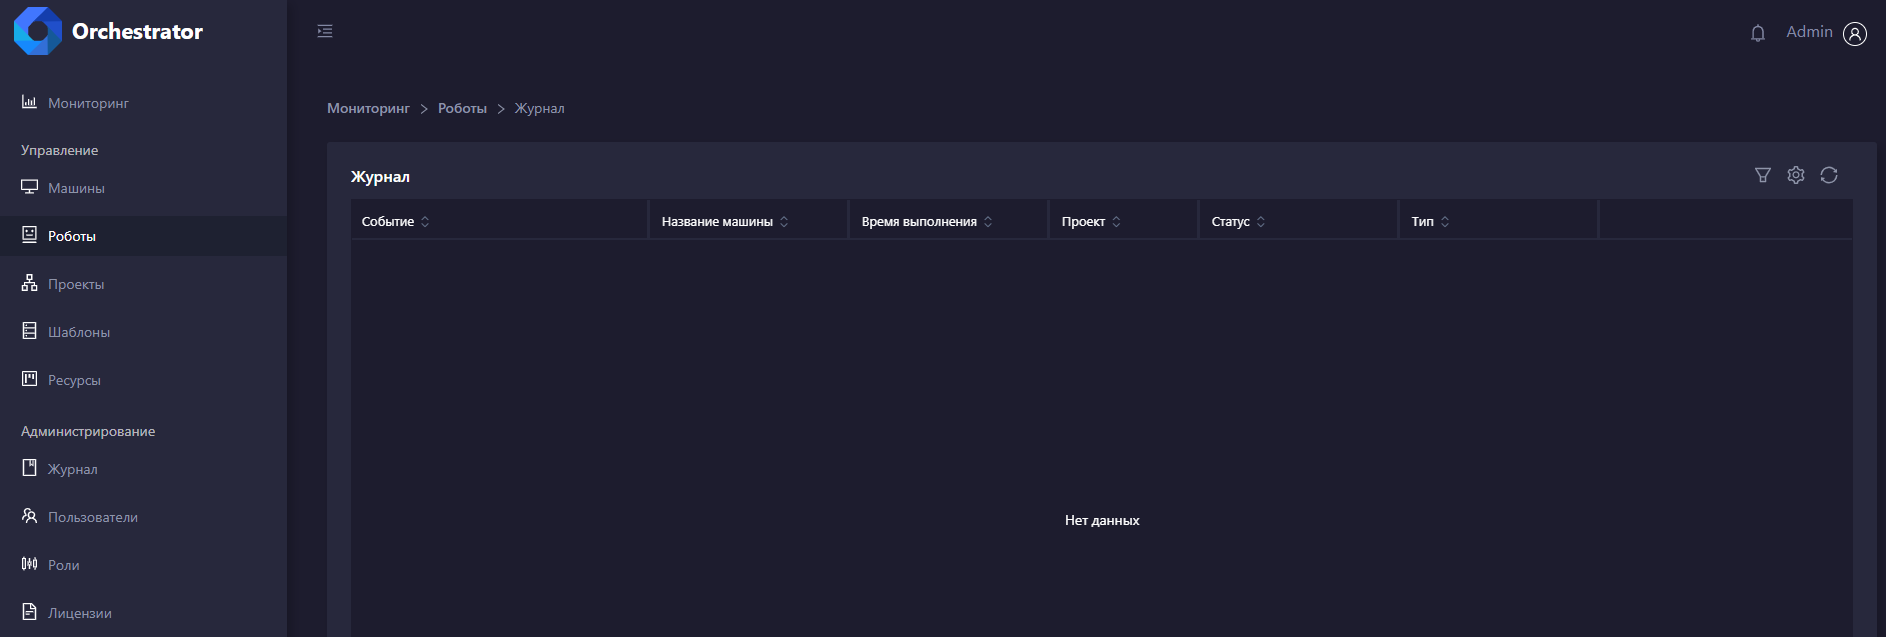 Orchestrator
Admin
Мониторинг
Управление
Машины
Роботы
Проекты
Шаблоны
Ресурсы
Администрирование
Журнал
Пользователи
Роли
Лицензии
Мониторинг > Роботы > Журнал
Журнал
Событие Название машины Время выполнения Проект Статус Тип
Нет данных